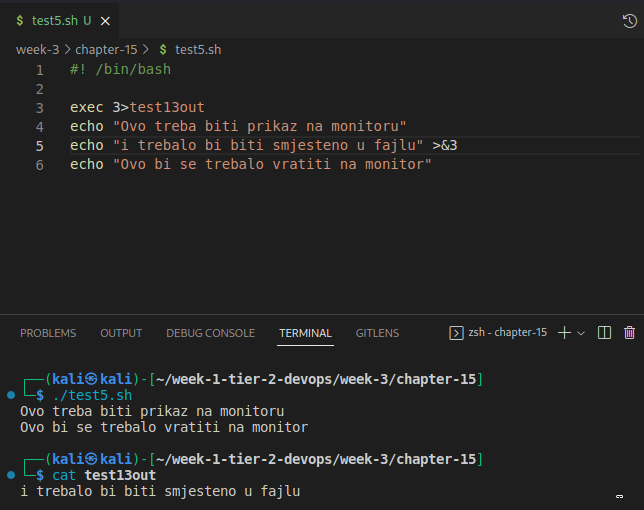 $ test5.sh U ×
week-3 > chapter-15 > $ test5.sh
1 #! /bin/bash
2
3 exec 3>test13out
4 echo "Ovo treba biti prikaz na monitoru"
5 echo "i trebalo bi biti smjesteno u fajlu" >&3
6 echo "Ovo bi se trebalo vratiti na monitor"
PROBLEMS OUTPUT DEBUG CONSOLE TERMINAL GITLENS zsh - chapter-15
┌──(kali㉿kali)-[~/week-1-tier-2-devops/week-3/chapter-15]
└─$ ./test5.sh
Ovo treba biti prikaz na monitoru
Ovo bi se trebalo vratiti na monitor
┌──(kali㉿kali)-[~/week-1-tier-2-devops/week-3/chapter-15]
└─$ cat test13out
i trebalo bi biti smjesteno u fajlu